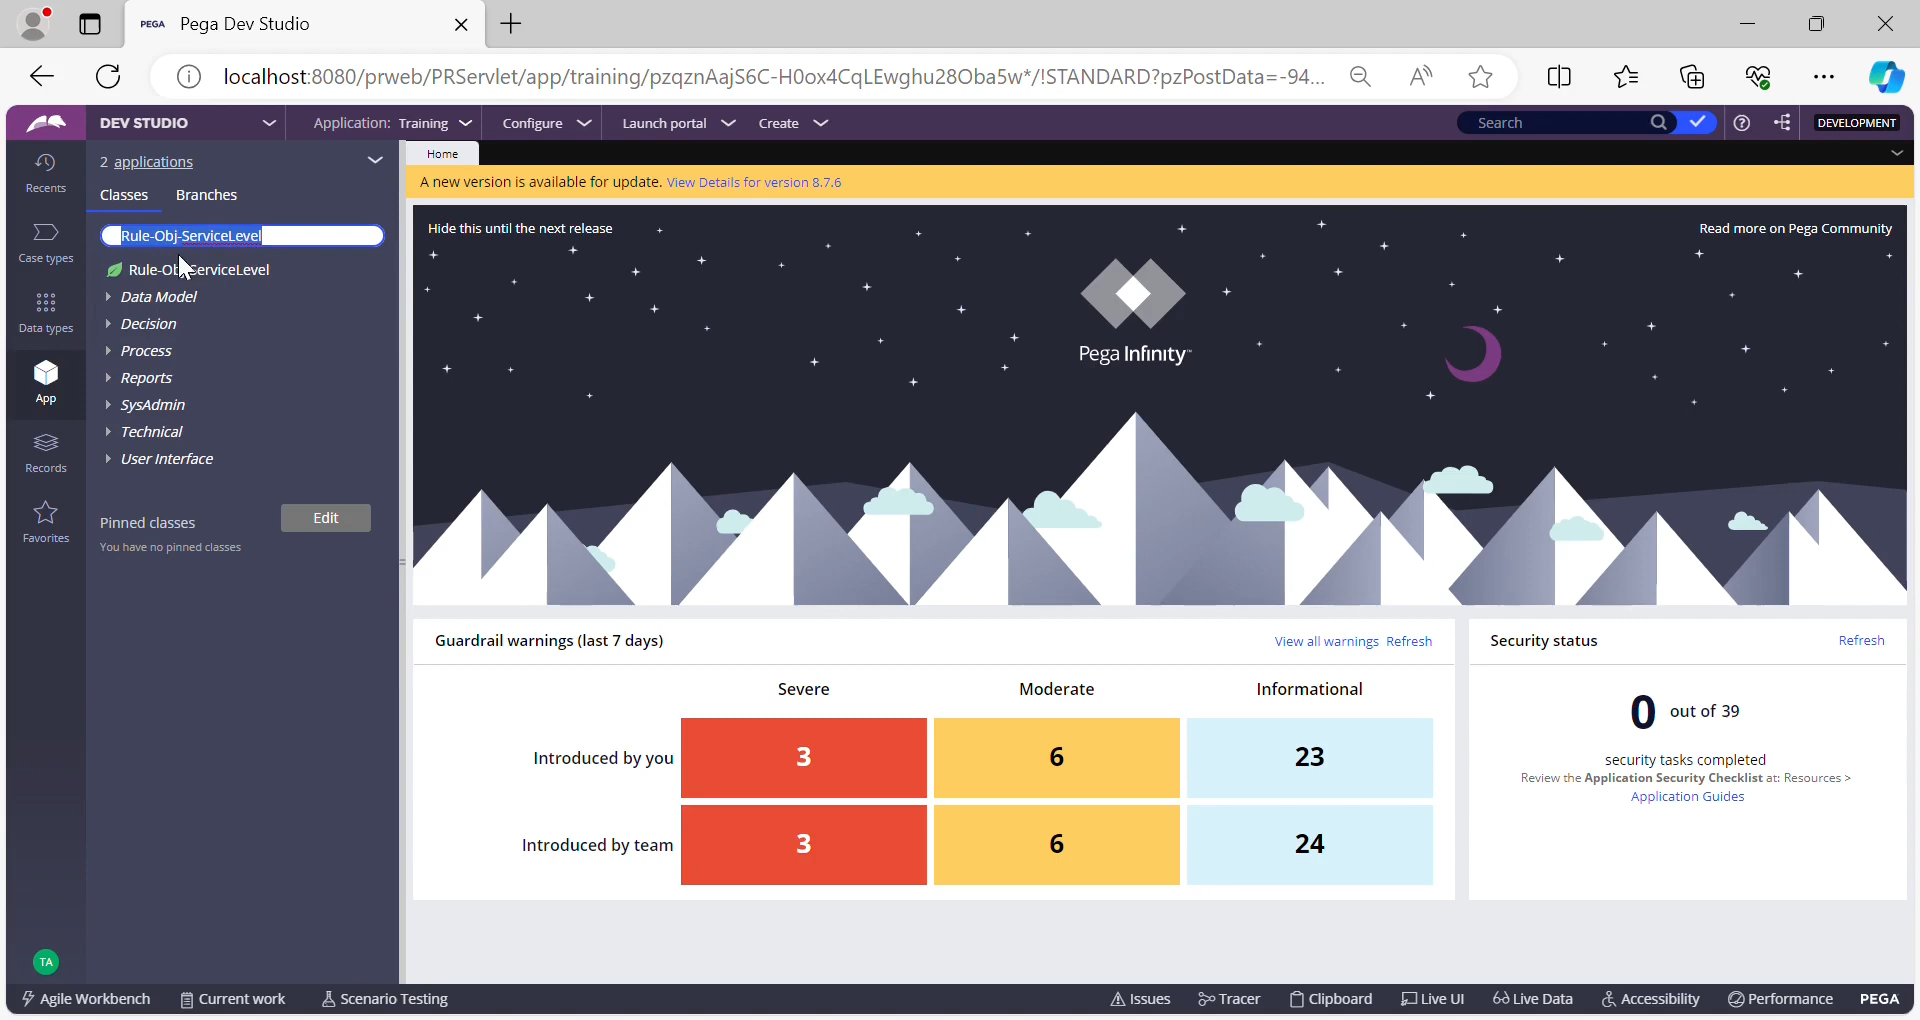 PEGA Pega Dev Studio
localhost:8080/prweb/PRServlet/app/training/pzqznAajS6C-H0ox4CqLEwghu28Oba5w*/!STANDARD?pzPostData=-94...
DEV STUDIO Application: Training Configure Launch portal Create Search DEVELOPMENT
Recents
Case types
Data types
App
Records
Favorites
TA
2 applications
Classes Branches
Rule-Obj-ServiceLevel
Rule-Obj-ServiceLevel
Data Model
Decision
Process
Reports
SysAdmin
Technical
User Interface
Pinned classes Edit
You have no pinned classes
Home
A new version is available for update. View Details for version 8.7.6
Hide this until the next release Read more on Pega Community
Pega Infinity™
Guardrail warnings (last 7 days) View all warnings Refresh
Severe Moderate Informational
Introduced by you 3 6 23
Introduced by team 3 6 24
Security status Refresh
0 out of 39
security tasks completed
Review the Application Security Checklist at: Resources >
Application Guides
Agile Workbench Current work Scenario Testing Issues Tracer Clipboard Live UI Live Data Accessibility Performance PEGA